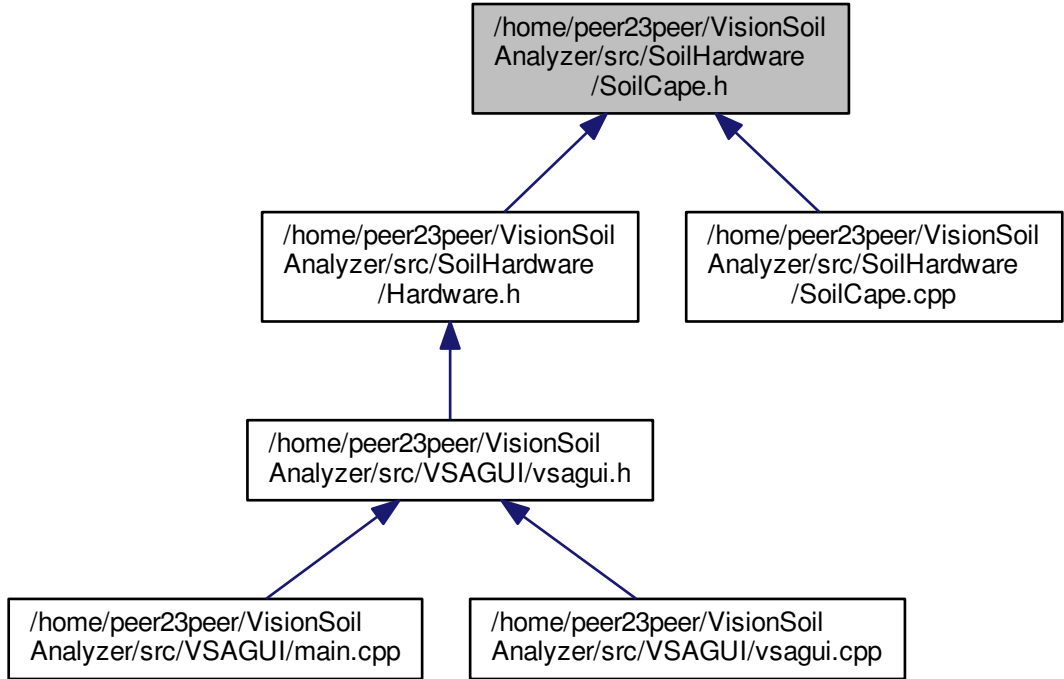 /home/peer23peer/VisionSoil
Analyzer/src/SoilHardware
/SoilCape.h
/home/peer23peer/VisionSoil
Analyzer/src/SoilHardware
/Hardware.h
/home/peer23peer/VisionSoil
Analyzer/src/SoilHardware
/SoilCape.cpp
/home/peer23peer/VisionSoil
Analyzer/src/VSAGUI/vsagui.h
/home/peer23peer/VisionSoil
Analyzer/src/VSAGUI/main.cpp
/home/peer23peer/VisionSoil
Analyzer/src/VSAGUI/vsagui.cpp